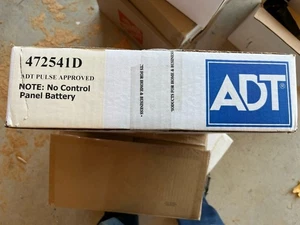 472541D
ADT PULSE APPROVED
NOTE: No Control
Panel Battery
ADT